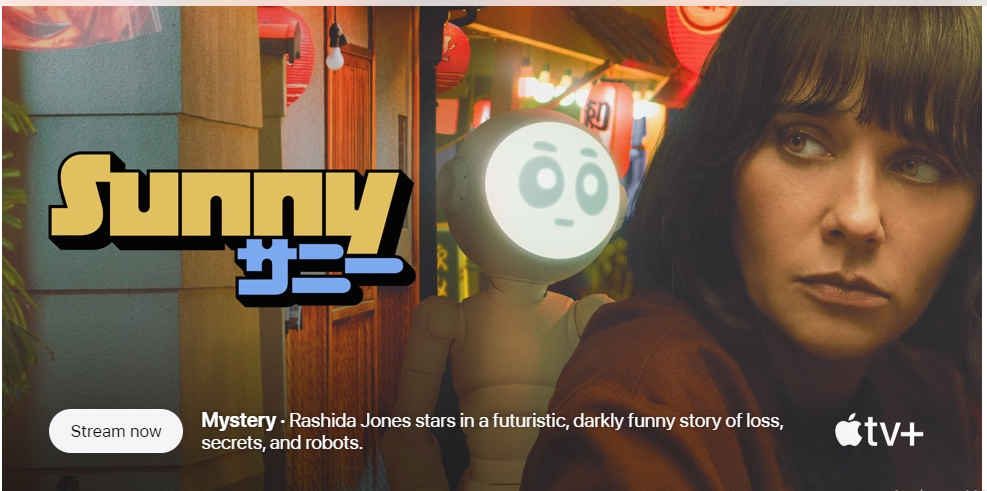 Sunny
サニー
Stream now
Mystery · Rashida Jones stars in a futuristic, darkly funny story of loss,
secrets, and robots.
tv+